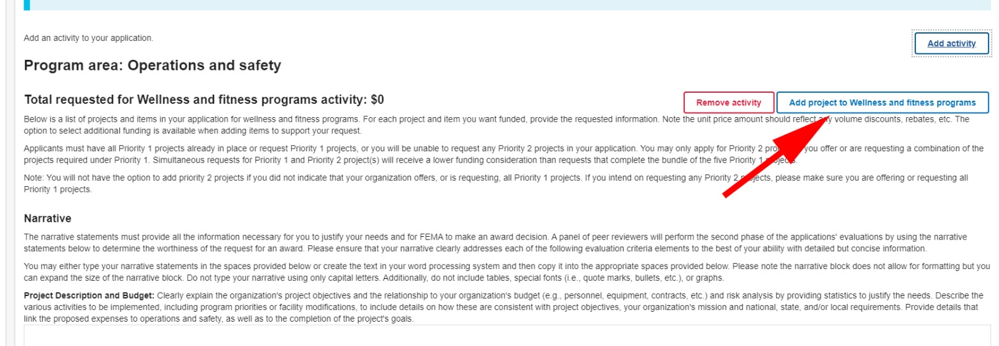 Add an activity to your application.
Add activity
Program area: Operations and safety
Total requested for Wellness and fitness programs activity: $0
Remove activity
Add project to Wellness and fitness programs
Below is a list of projects and items in your application for wellness and fitness programs. For each project and item you want funded, provide the requested information. Note the unit price amount should reflect any volume discounts, rebates, etc. The
option to select additional funding is available when adding items to support your request.
Applicants must have all Priority 1 projects already in place or request Priority 1 projects, or you will be unable to request any Priority 2 projects in your application. You may only apply for Priority 2 you offer or are requesting a combination of the
projects required under Priority 1. Simultaneous requests for Priority 1 and Priority 2 project(s) will receive a lower funding consideration than requests that complete the bundle of the five Priority 1 projects.
Note: You will not have the option to add priority 2 projects if you did not indicate that your organization offers, or is requesting, all Priority 1 projects. If you intend on requesting any Priority 2 projects, please make sure you are offering or requesting all
Priority 1 projects.
Narrative
The narrative statements must provide all the information necessary for you to justify your needs and for FEMA to make an award decision. A panel of peer reviewers will perform the second phase of the applications' evaluations by using the narrative
statements below to determine the worthiness of the request for an award. Please ensure that your narrative clearly addresses each of the following evaluation criteria elements to the best of your ability with detailed but concise information.
You may either type your narrative statements in the spaces provided below or create the text in your word processing system and then copy it into the appropriate spaces provided below. Please note the narrative block does not allow for formatting but you
can expand the size of the narrative block. Do not type your narrative using only capital letters. Additionally, do not include tables, special fonts (i.e., quote marks, bullets, etc.), or graphs.
Project Description and Budget: Clearly explain the organization's project objectives and the relationship to your organization's budget (e.g., personnel, equipment, contracts, etc.) and risk analysis by providing statistics to justify the needs. Describe the
various activities to be implemented, including program priorities or facility modifications, to include details on how these are consistent with project objectives, your organization's mission and national, state, and/or local requirements. Provide details that
link the proposed expenses to operations and safety, as well as to the completion of the project's goals.